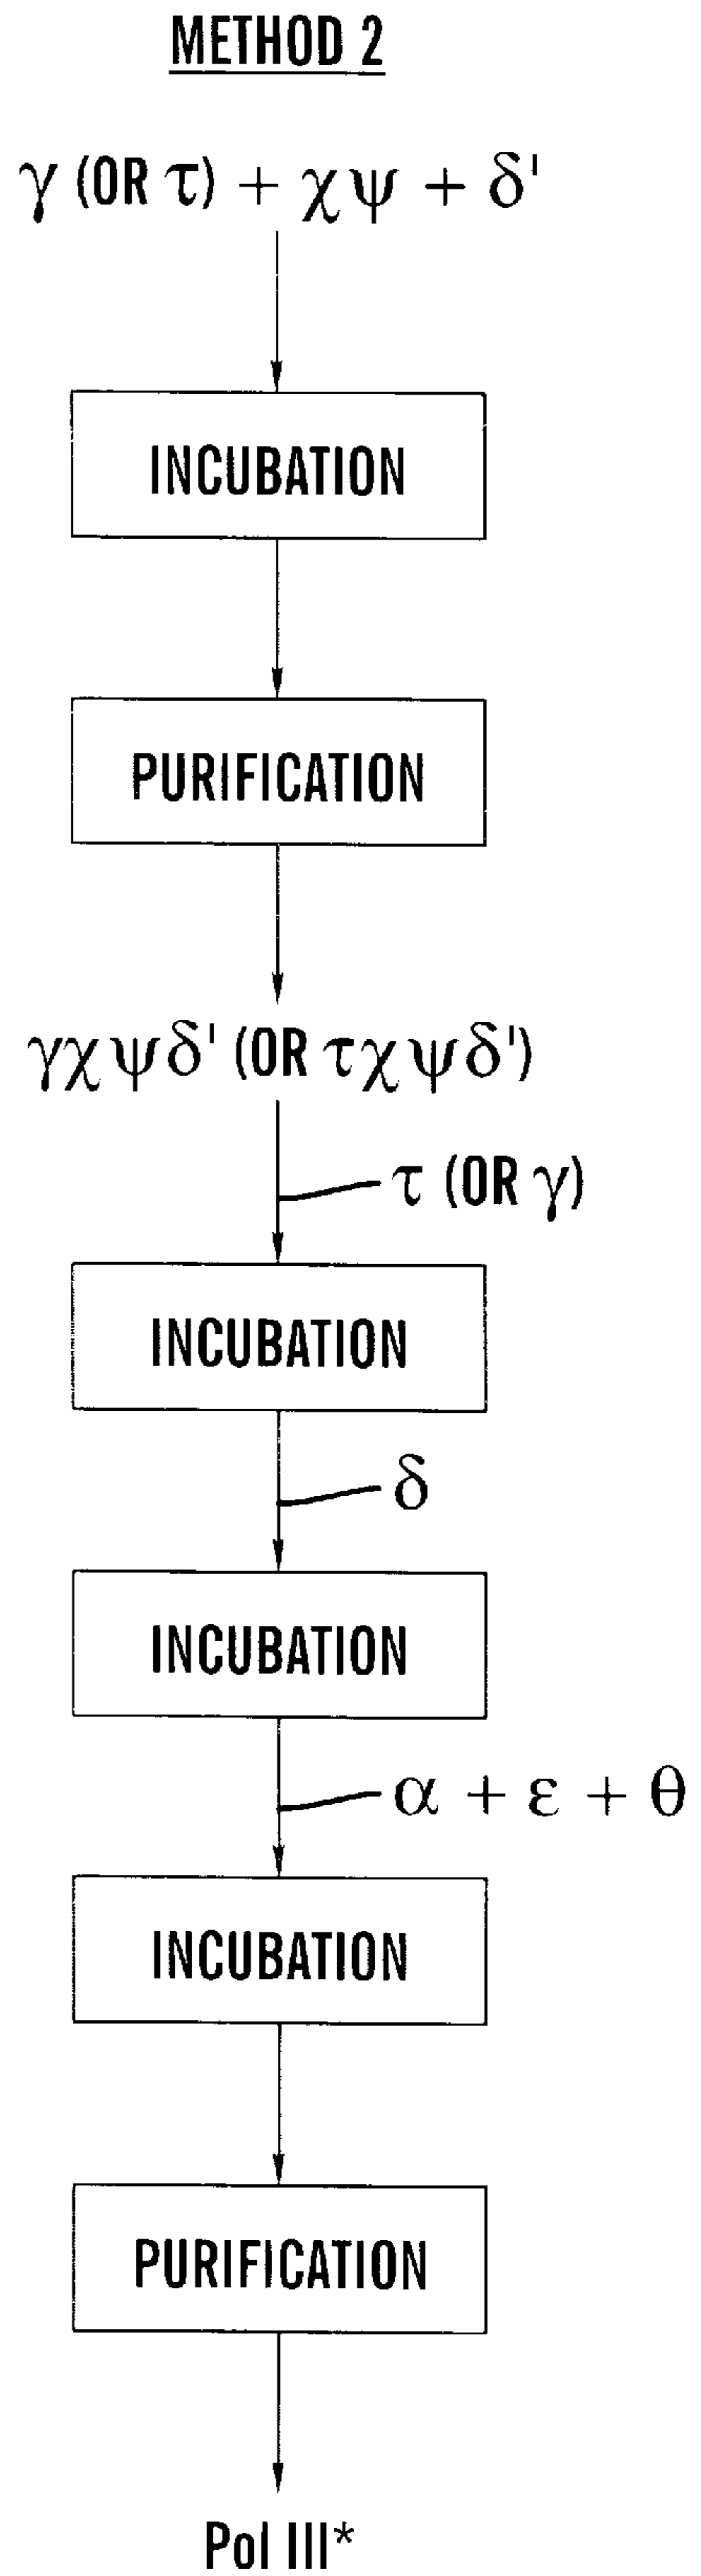 METHOD 2
γ (OR τ) + χψ + δ'
INCUBATION
PURIFICATION
γχψδ' (OR τχψδ')
τ (OR γ)
INCUBATION
δ
INCUBATION
α + ε + θ
INCUBATION
PURIFICATION
Pol III*